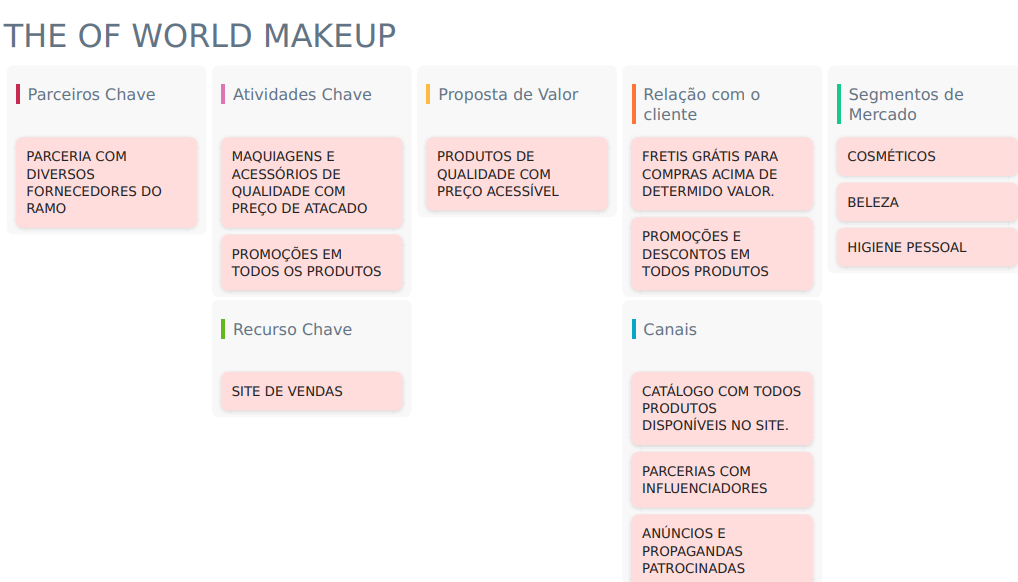 THE OF WORLD MAKEUP
Parceiros Chave
PARCERIA COM
DIVERSOS
FORNECEDORES DO
RAMO
Atividades Chave
MAQUIAGENS E
ACESSÓRIOS DE
QUALIDADE COM
PREÇO DE ATACADO
PROMOÇÕES EM
TODOS OS PRODUTOS
Recurso Chave
SITE DE VENDAS
Proposta de Valor
PRODUTOS DE
QUALIDADE COM
PREÇO ACESSÍVEL
Relação com o
cliente
FRETIS GRÁTIS PARA
COMPRAS ACIMA DE
DETERMIDO VALOR.
PROMOÇÕES E
DESCONTOS EM
TODOS PRODUTOS
Canais
CATÁLOGO COM TODOS
PRODUTOS
DISPONÍVEIS NO SITE.
PARCERIAS COM
INFLUENCIADORES
ANÚNCIOS E
PROPAGANDAS
PATROCINADAS
Segmentos de
Mercado
COSMÉTICOS
BELEZA
HIGIENE PESSOAL